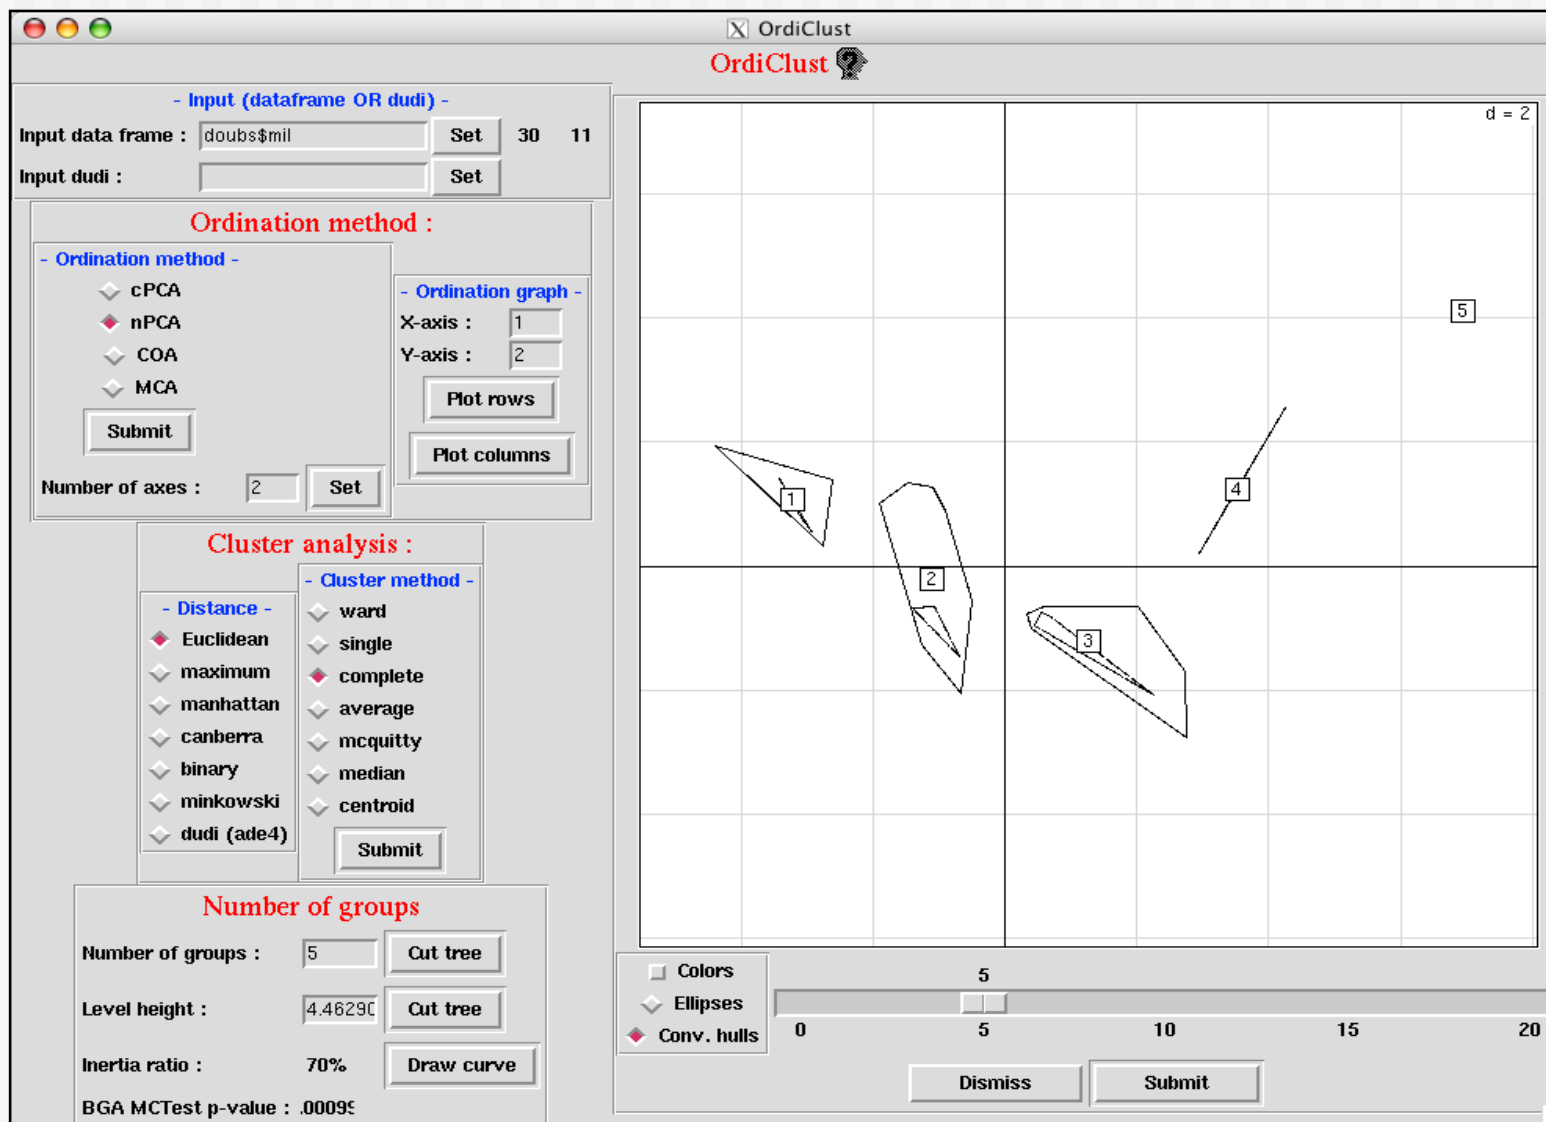 OrdiClust
OrdiClust
- Input (dataframe OR dudi) -
Input data frame : doubs$mil Set 30 11
Input dudi : Set
Ordination method :
- Ordination method -
cPCA
nPCA
COA
MCA
Submit
Number of axes : 2 Set
- Ordination graph -
X-axis : 1
Y-axis : 2
Plot rows
Plot columns
Cluster analysis :
- Distance -
Euclidean
maximum
manhattan
canberra
binary
minkowski
dudi (ade4)
- Cluster method -
ward
single
complete
average
mcquitty
median
centroid
Submit
Number of groups
Number of groups : 5 Cut tree
Level height : 4.46290 Cut tree
Inertia ratio : 70% Draw curve
BGA MCTest p-value : .00099
d = 2
5
1
4
2
3
Colors
Ellipses
Conv. hulls
5
0 5 10 15 20
Dismiss Submit